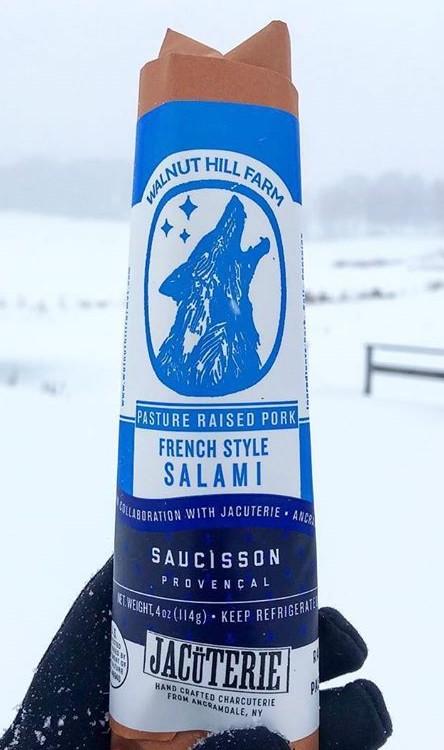 WALNUT HILL FARM
PASTURE RAISED PORK
FRENCH STYLE
SALAMI
COLLABORATION WITH JACUTERIE •
SAUCISSON
PROVENÇAL
NET. WEIGHT, 4oz (114g) • KEEP REFRIGERATE
JACÜTERIE
HAND CRAFTED CHARCUTERIE
FROM ANCRAMDALE, NY